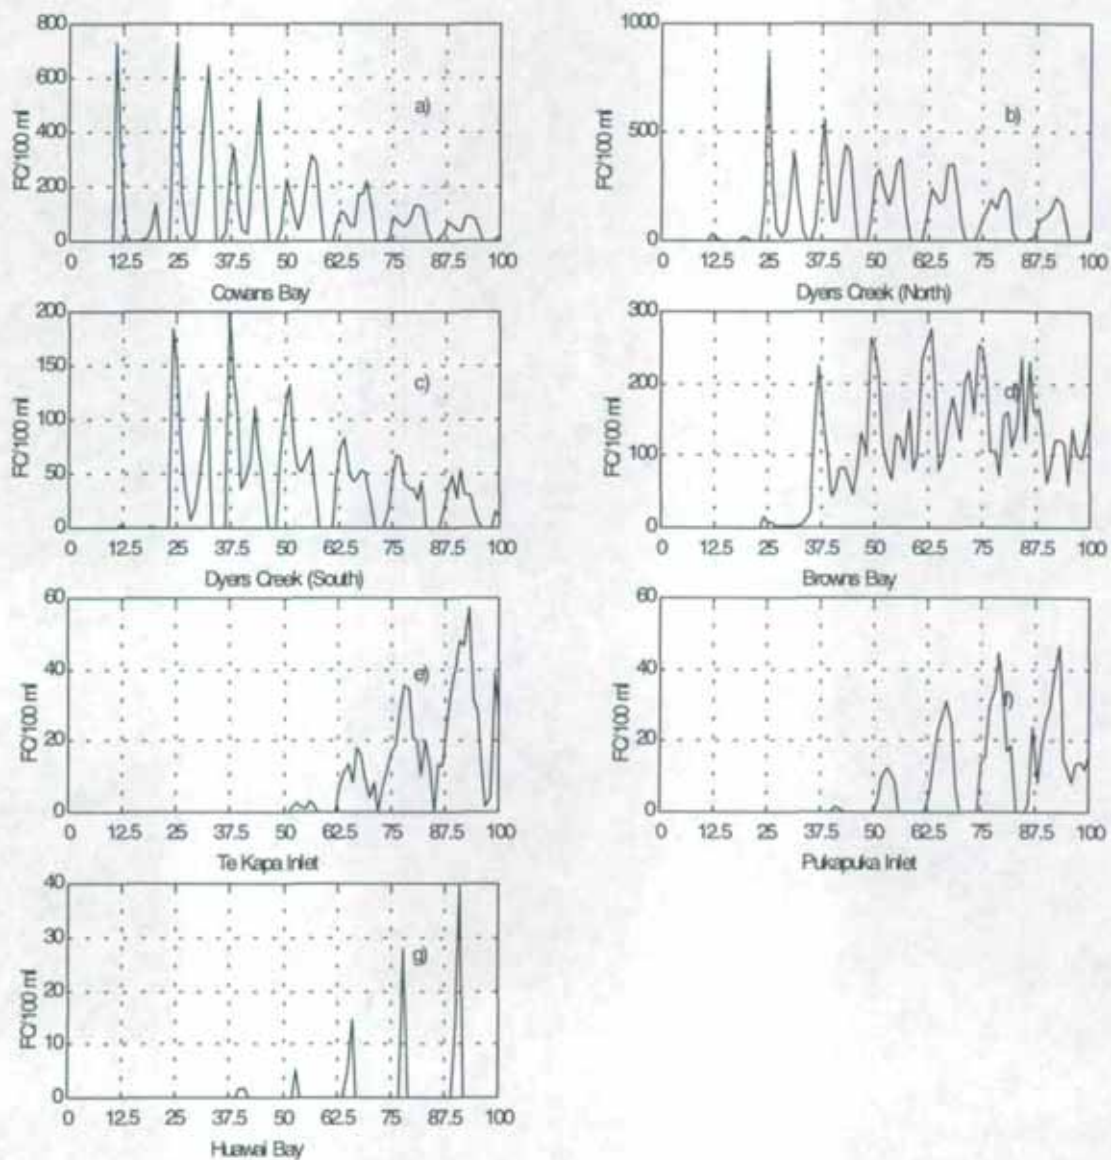 800
600
400
200
0
FC/100 ml
a)
0 12.5 25 37.5 50 62.5 75 87.5 100
Cowans Bay
1000
500
0
FC/100 ml
b)
0 12.5 25 37.5 50 62.5 75 87.5 100
Dyers Creek (North)
200
150
100
50
0
FC/100 ml
c)
0 12.5 25 37.5 50 62.5 75 87.5 100
Dyers Creek (South)
300
200
100
0
FC/100 ml
d)
0 12.5 25 37.5 50 62.5 75 87.5 100
Browns Bay
60
40
20
0
FC/100 ml
e)
0 12.5 25 37.5 50 62.5 75 87.5 100
Te Kapa Inlet
60
40
20
0
FC/100 ml
f)
0 12.5 25 37.5 50 62.5 75 87.5 100
Pukapuka Inlet
40
30
20
10
0
FC/100 ml
g)
0 12.5 25 37.5 50 62.5 75 87.5 100
Huawai Bay